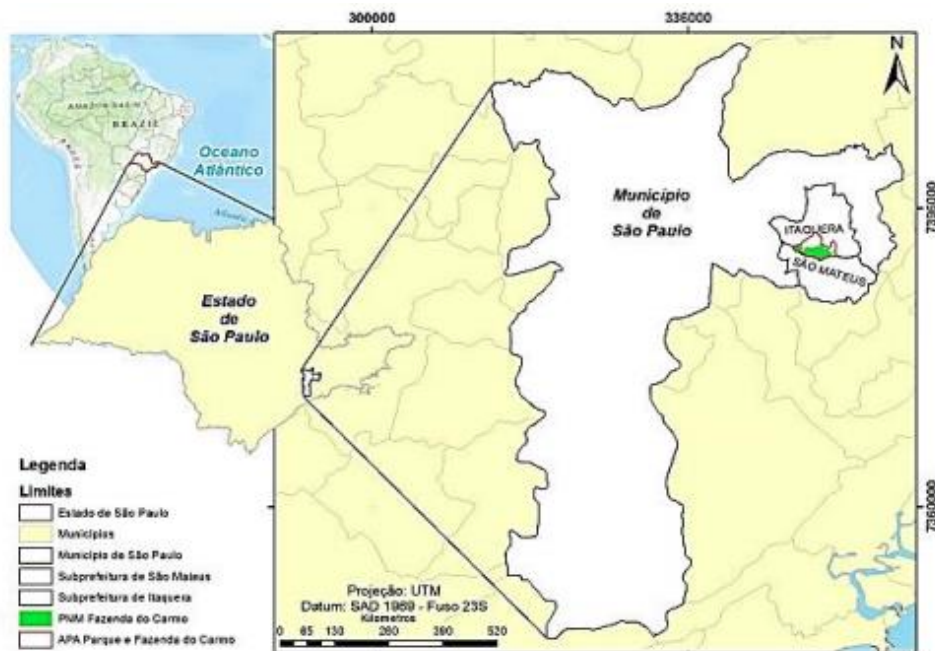 300000
336000
N
AMAZON BASIN
BRAZIL
Oceano
Atlântico
7396000
Município
de
São Paulo
ITAQUERA
SÃO MATEUS
Estado
de
São Paulo
7360000
Legenda
Limites
Estado de São Paulo
Municípios
Município de São Paulo
Subprefeitura de São Mateus
Subprefeitura de Itaquera
PNM Fazenda do Carmo
APA Parque e Fazenda do Carmo
Projeção: UTM
Datum: SAD 1969 - Fuso 23S
Kilometros
0 65 130 260 390 520